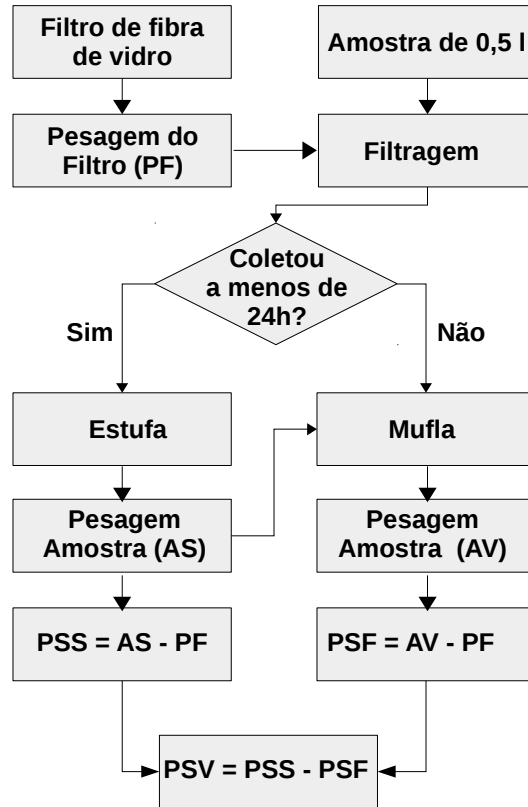 Filtro de fibra
de vidro
Amostra de 0,5 l
Pesagem do
Filtro (PF)
Filtragem
Coletou
a menos de
24h?
Sim
Não
Estufa
Mufla
Pesagem
Amostra (AS)
Pesagem
Amostra (AV)
PSS = AS - PF
PSF = AV - PF
PSV = PSS - PSF